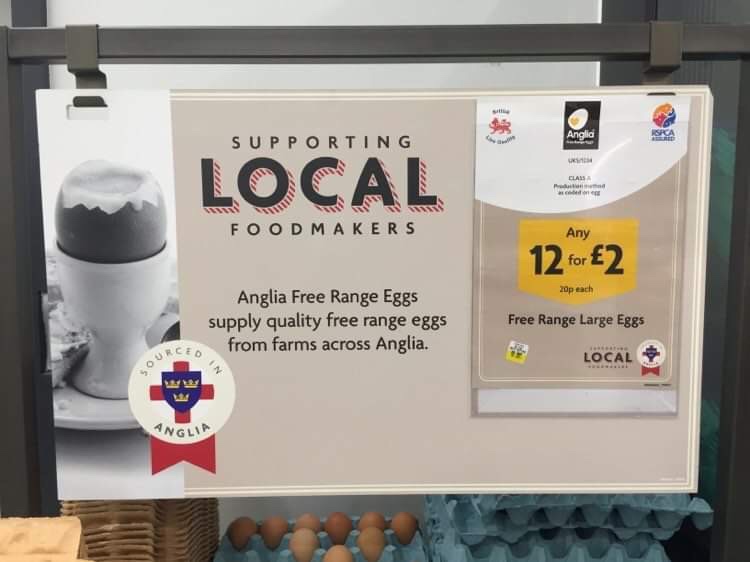 SUPPORTING
LOCAL
FOODMAKERS
Anglia Free Range Eggs
supply quality free range eggs
from farms across Anglia.
SOURCED IN
ANGLIA
British
Lion Quality
Anglia
Free Range Eggs
RSPCA
ASSURED
UK5/1034
CLASS A
Production method
as coded on egg
Any
12 for £2
20p each
Free Range Large Eggs
SUPPORTING
LOCAL
FOODMAKERS